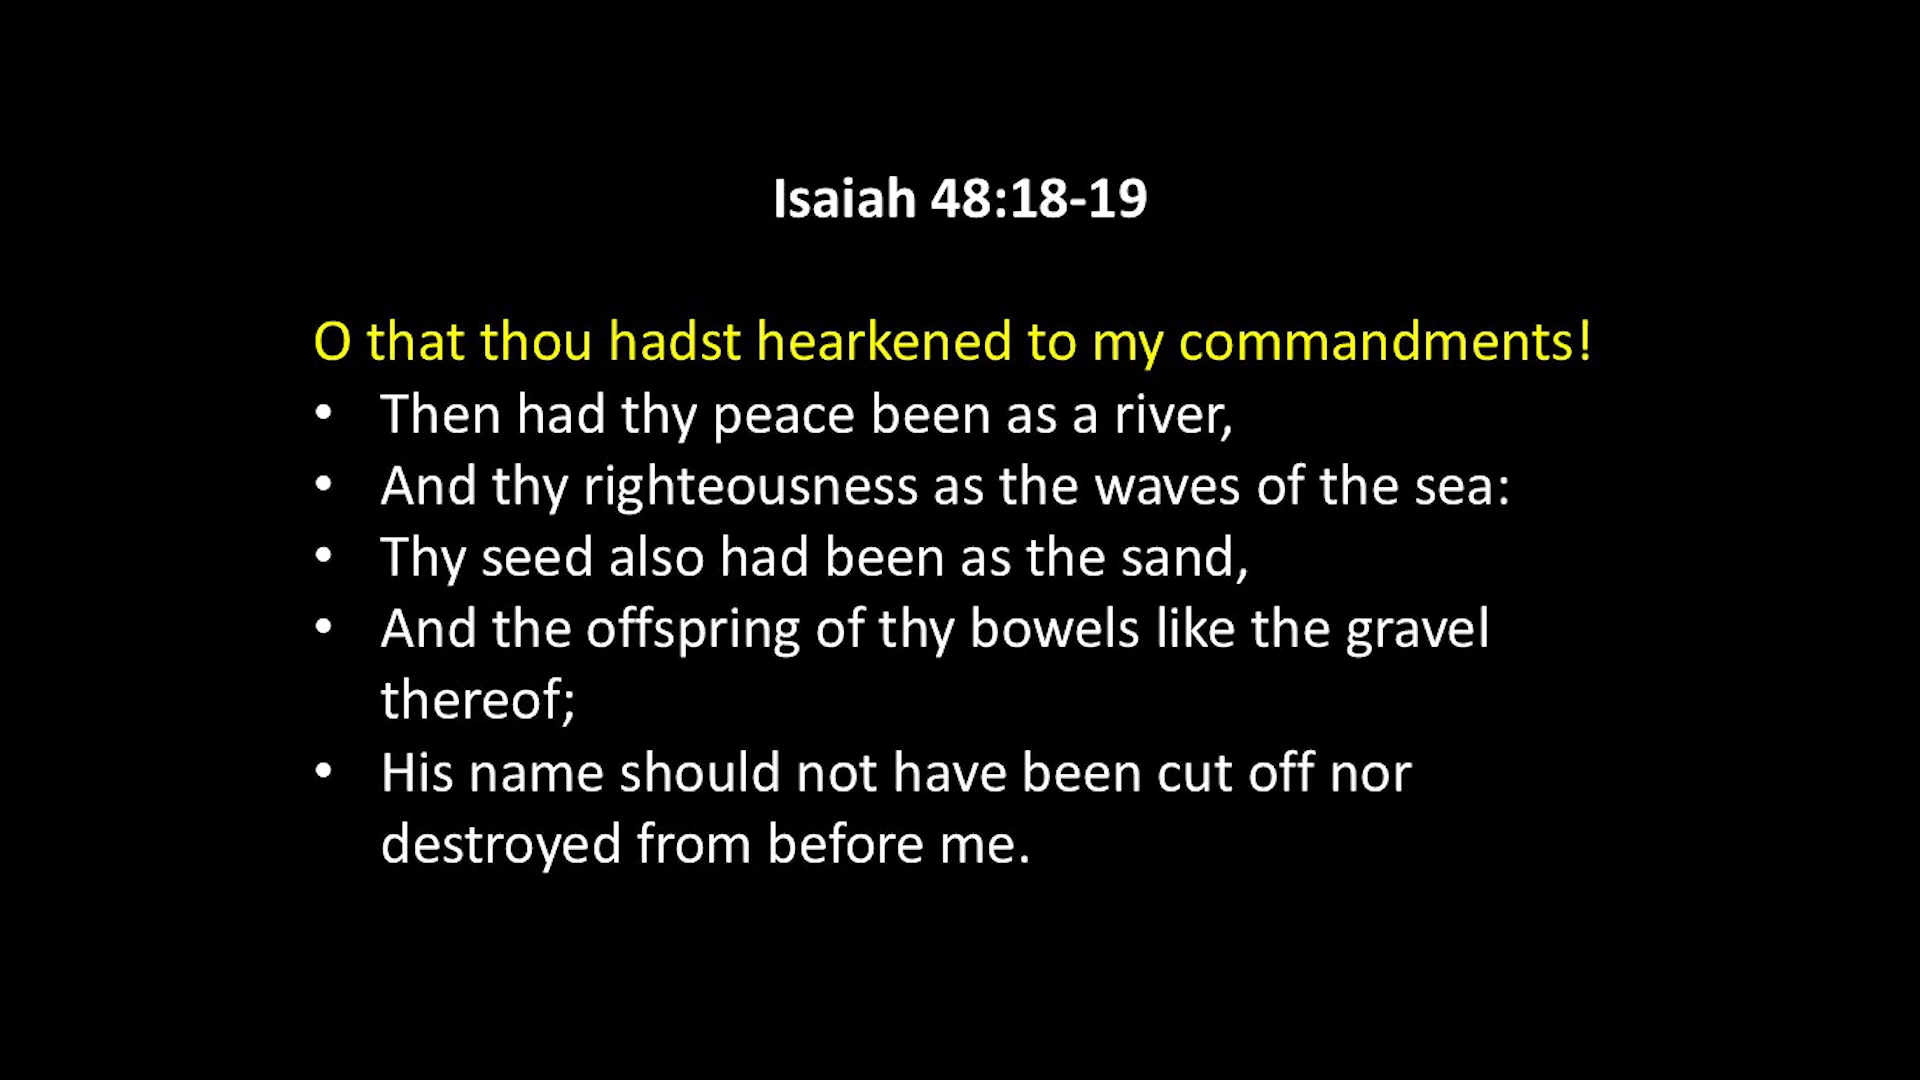 Isaiah 48:18-19
O that thou hadst hearkened to my commandments!
• Then had thy peace been as a river,
• And thy righteousness as the waves of the sea:
• Thy seed also had been as the sand,
• And the offspring of thy bowels like the gravel
thereof;
• His name should not have been cut off nor
destroyed from before me.